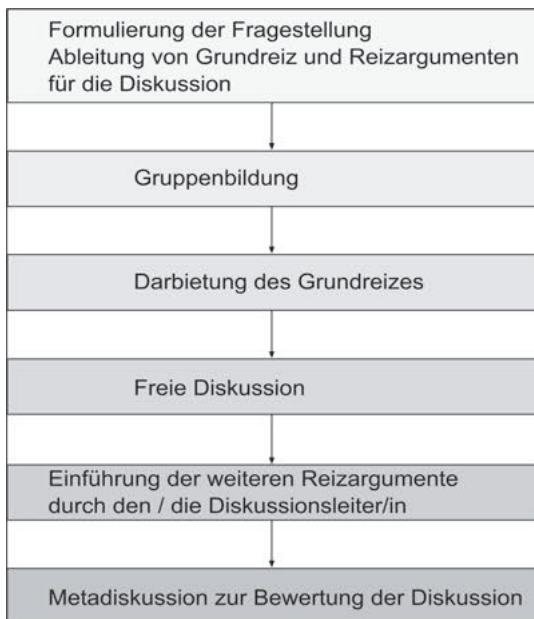 Formulierung der Fragestellung
Ableitung von Grundreiz und Reizargumenten
für die Diskussion
Gruppenbildung
Darbietung des Grundreizes
Freie Diskussion
Einführung der weiteren Reizargumente
durch den / die Diskussionsleiter/in
Metadiskussion zur Bewertung der Diskussion